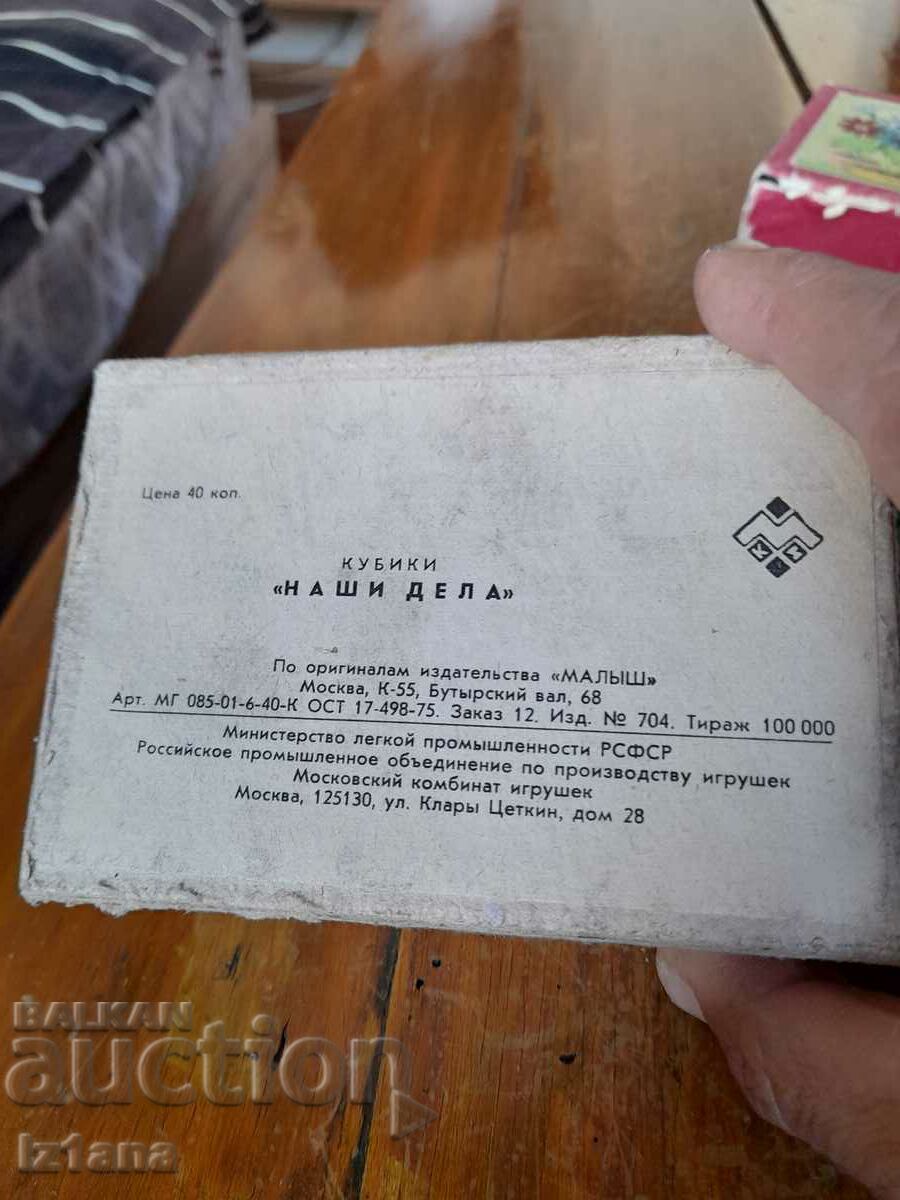 Цена 40 коп.
КУБИКИ
«НАШИ ДЕЛА»
По оригиналам издательства «МАЛЫШ»
Москва, К-55, Бутырский вал, 68
Арт. МГ 085-01-6-40-К ОСТ 17-498-75. Заказ 12. Изд. № 704. Тираж 100 000
Министерство легкой промышленности РСФСР
Российское промышленное объединение по производству игрушек
Московский комбинат игрушек
Москва, 125130, ул. Клары Цеткин, дом 28
BALKAN
auction
iz1ana